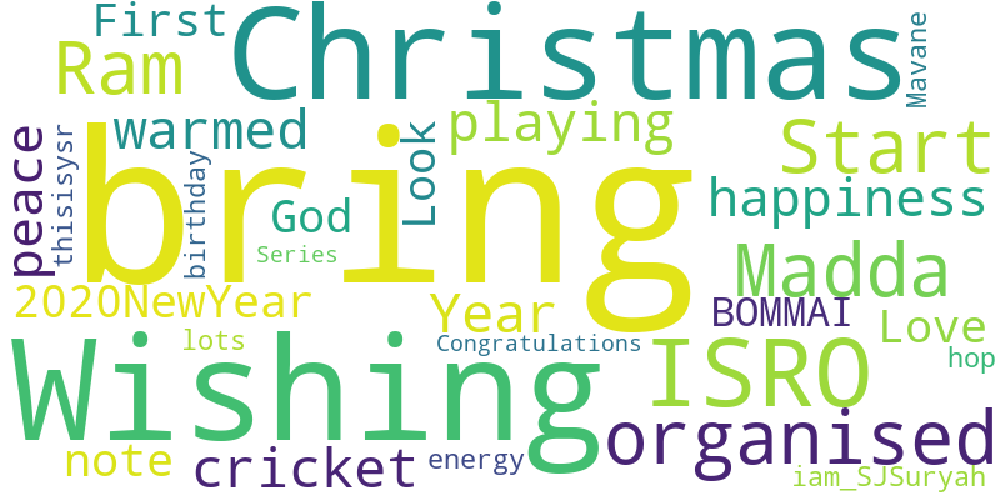 First
Christmas
Mavane
Ram
warmed
playing
Start
peace
thisisysr
birthday
bring
God
Look
happiness
Series
Madda
2020NewYear
Year
BOMMAI
Love
lots
Congratulations
hop
Wishing
ISRO
organised
note
cricket
energy
iam_SJSuryah